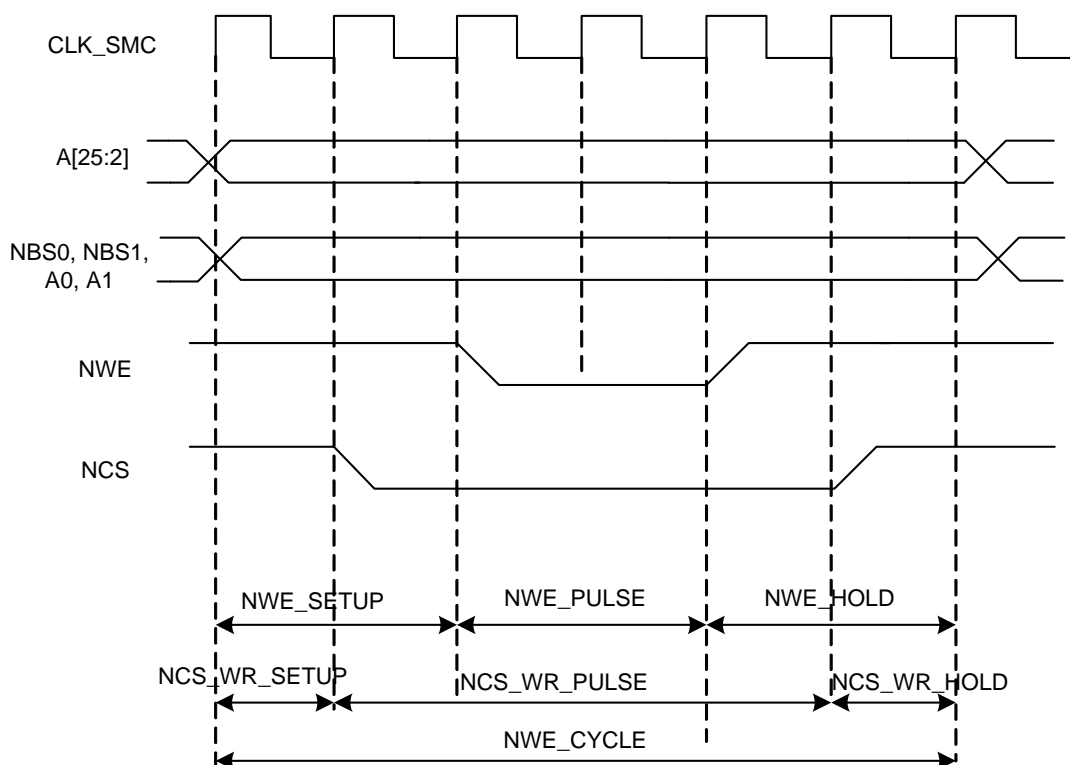 CLK_SMC
A[25:2]
NBS0, NBS1,
A0, A1
NWE
NCS
NWE_SETUP
NWE_PULSE
NWE_HOLD
NCS_WR_SETUP
NCS_WR_PULSE
NCS_WR_HOLD
NWE_CYCLE